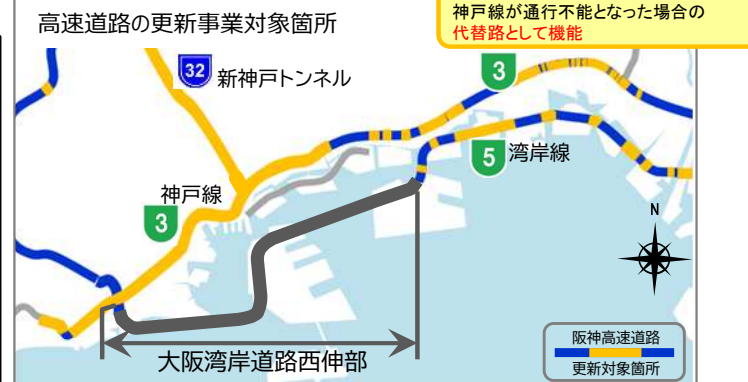 神戸線が通行不能となった場合の
代替路として機能
高速道路の更新事業対象箇所
32 新神戸トンネル
3
5 湾岸線
神戸線
3
N
大阪湾岸道路西伸部
阪神高速道路
更新対象箇所